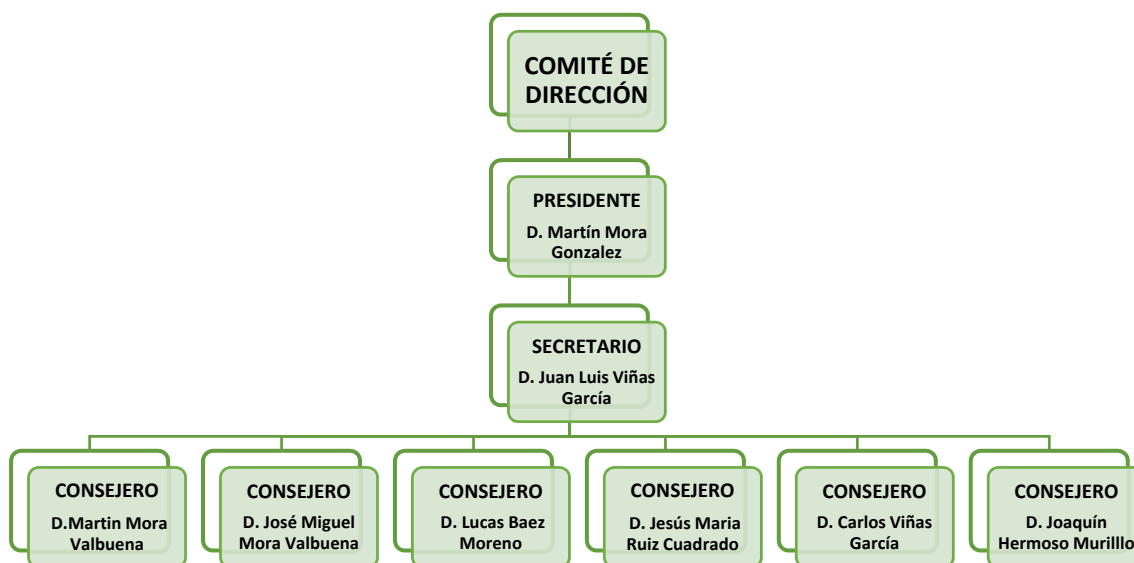 COMITÉ DE
DIRECCIÓN
PRESIDENTE
D. Martín Mora
Gonzalez
SECRETARIO
D. Juan Luis Viñas
García
CONSEJERO
D.Martin Mora
Valbuena
CONSEJERO
D. José Miguel
Mora Valbuena
CONSEJERO
D. Lucas Baez
Moreno
CONSEJERO
D. Jesús Maria
Ruiz Cuadrado
CONSEJERO
D. Carlos Viñas
García
CONSEJERO
D. Joaquín
Hermoso Murilllo